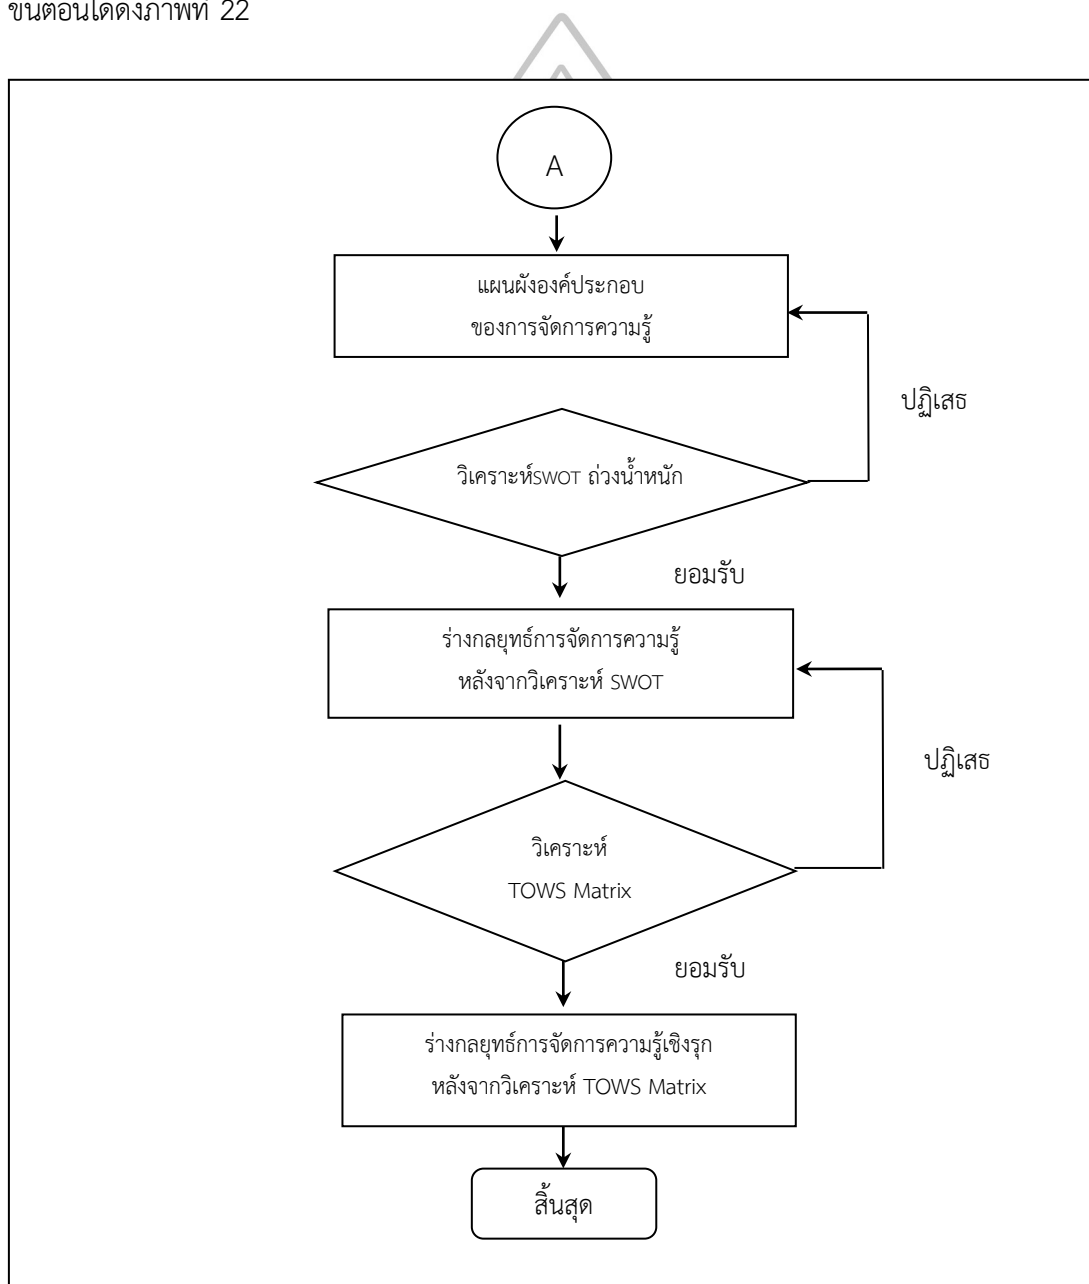 ขั้นตอนได้ดังภาพที่ 22
A
แผนผังองค์ประกอบ
ของการจัดการความรู้
ปฏิเสธ
วิเคราะห์SWOT ถ่วงน้ำหนัก
ยอมรับ
ร่างกลยุทธ์การจัดการความรู้
หลังจากวิเคราะห์ SWOT
ปฏิเสธ
วิเคราะห์
TOWS Matrix
ยอมรับ
ร่างกลยุทธ์การจัดการความรู้เชิงรุก
หลังจากวิเคราะห์ TOWS Matrix
สิ้นสุด